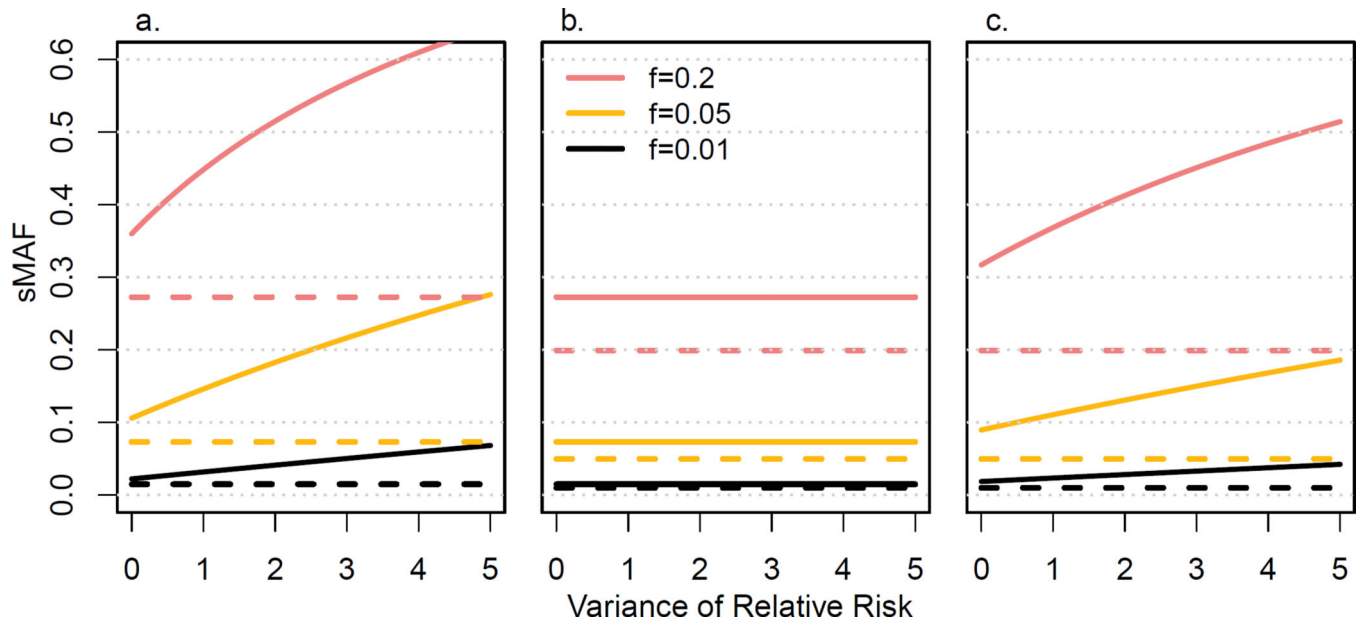 a. b. c.
sMAF
0.6
0.5
0.4
0.3
0.2
0.1
0.0
f=0.2
f=0.05
f=0.01
0 1 2 3 4 5 0 1 2 3 4 5 0 1 2 3 4 5
Variance of Relative Risk